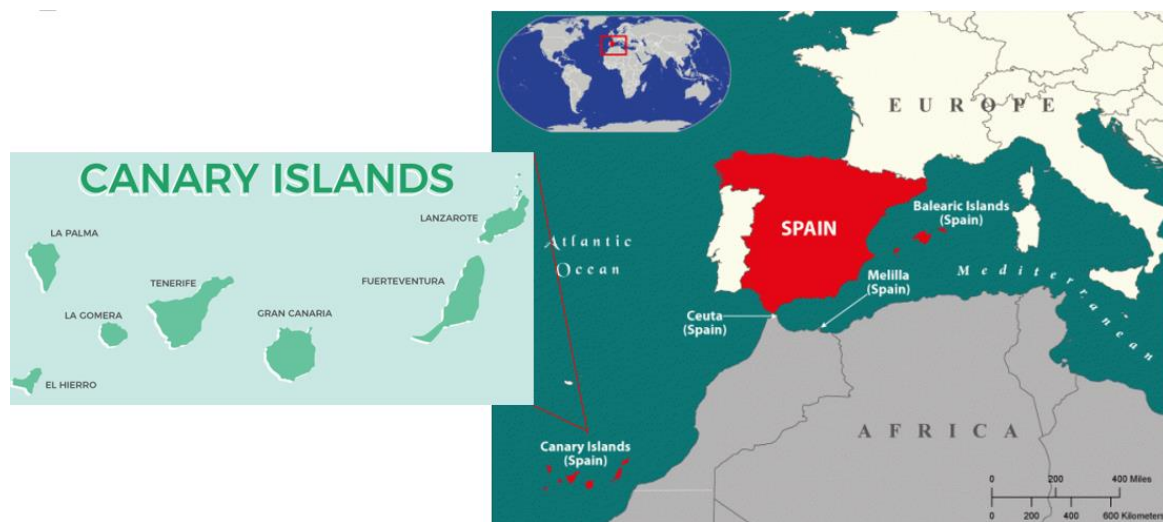 CANARY ISLANDS
LA PALMA
LANZAROTE
TENERIFE
FUERTEVENTURA
LA GOMERA
GRAN CANARIA
EL HIERRO
EUROPE
SPAIN
Balearic Islands
(Spain)
Atlantic
Ocean
Melilla
(Spain)
Mediterranean
Ceuta
(Spain)
AFRICA
Canary Islands
(Spain)
0 200 400 Miles
0 200 400 600 Kilometers